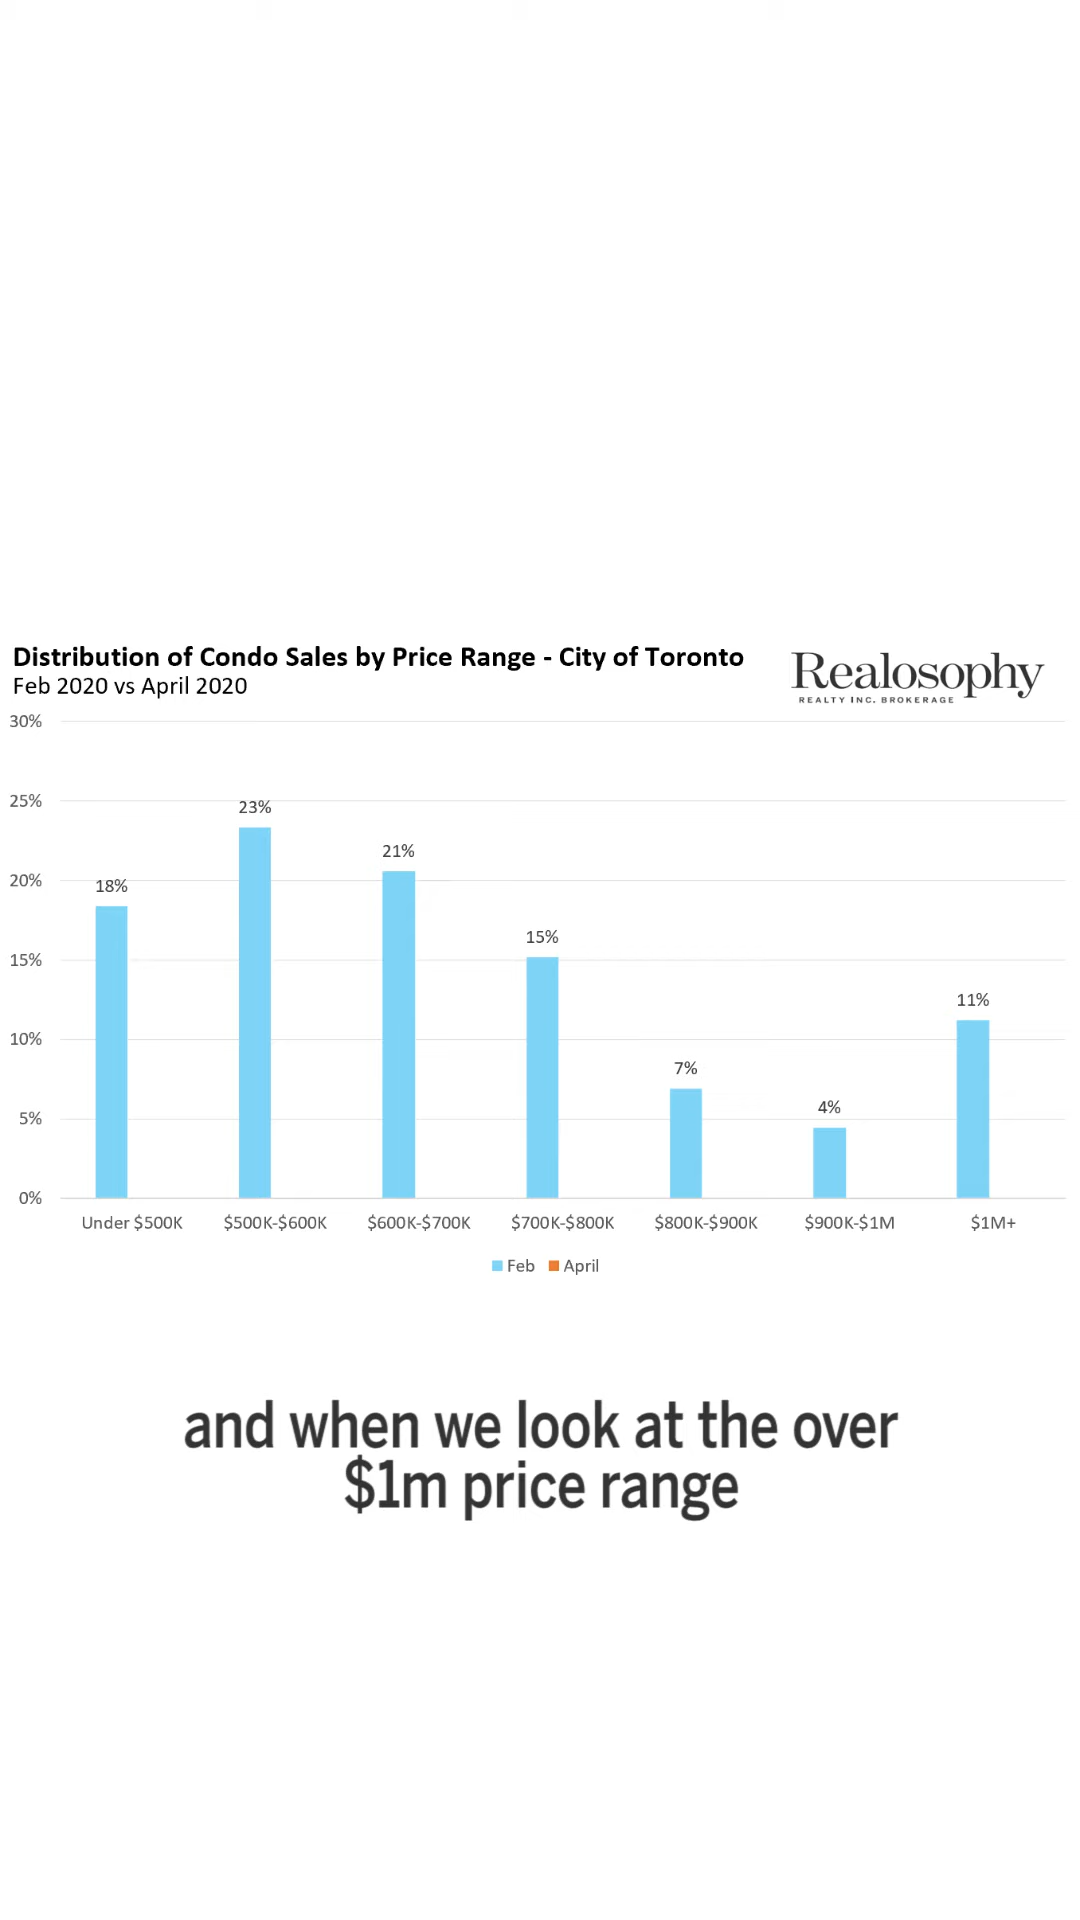 Distribution of Condo Sales by Price Range - City of Toronto
Feb 2020 vs April 2020
Realosophy
REALTY INC. BROKERAGE
30%
25%
20%
15%
10%
5%
0%
18%
23%
21%
15%
7%
4%
11%
Under $500K
$500K-$600K
$600K-$700K
$700K-$800K
$800K-$900K
$900K-$1M
$1M+
Feb
April
and when we look at the over
$1m price range